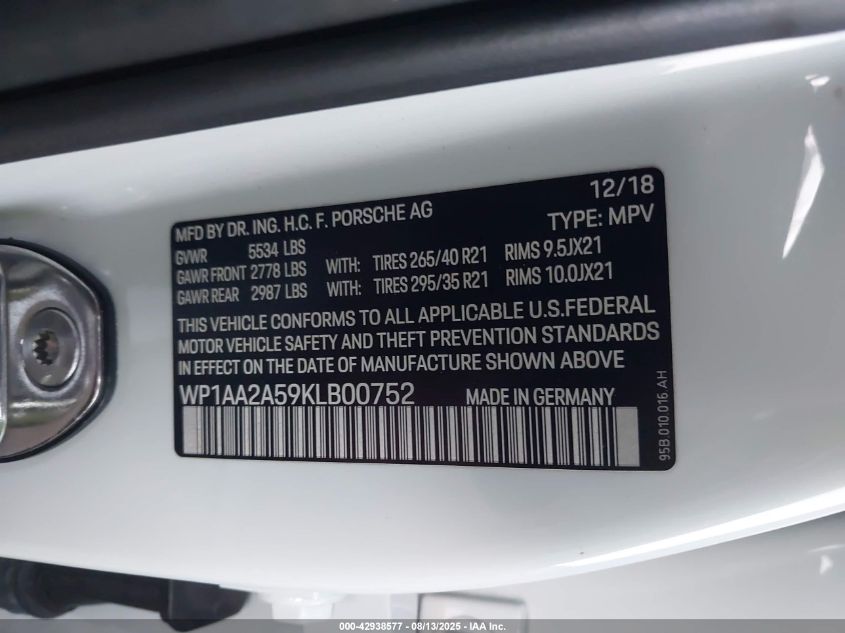 12/18
MFD BY DR. ING. H.C. F. PORSCHE AG TYPE: MPV
GVWR 5534 LBS
GAWR FRONT 2778 LBS WITH: TIRES 265/40 R21 RIMS 9.5JX21
GAWR REAR 2987 LBS WITH: TIRES 295/35 R21 RIMS 10.0JX21
THIS VEHICLE CONFORMS TO ALL APPLICABLE U.S.FEDERAL
MOTOR VEHICLE SAFETY AND THEFT PREVENTION STANDARDS
IN EFFECT ON THE DATE OF MANUFACTURE SHOWN ABOVE
WP1AA2A59KLB00752 MADE IN GERMANY
95B 010.016 AH
000-42938577 - 08/13/2025 - IAA Inc.